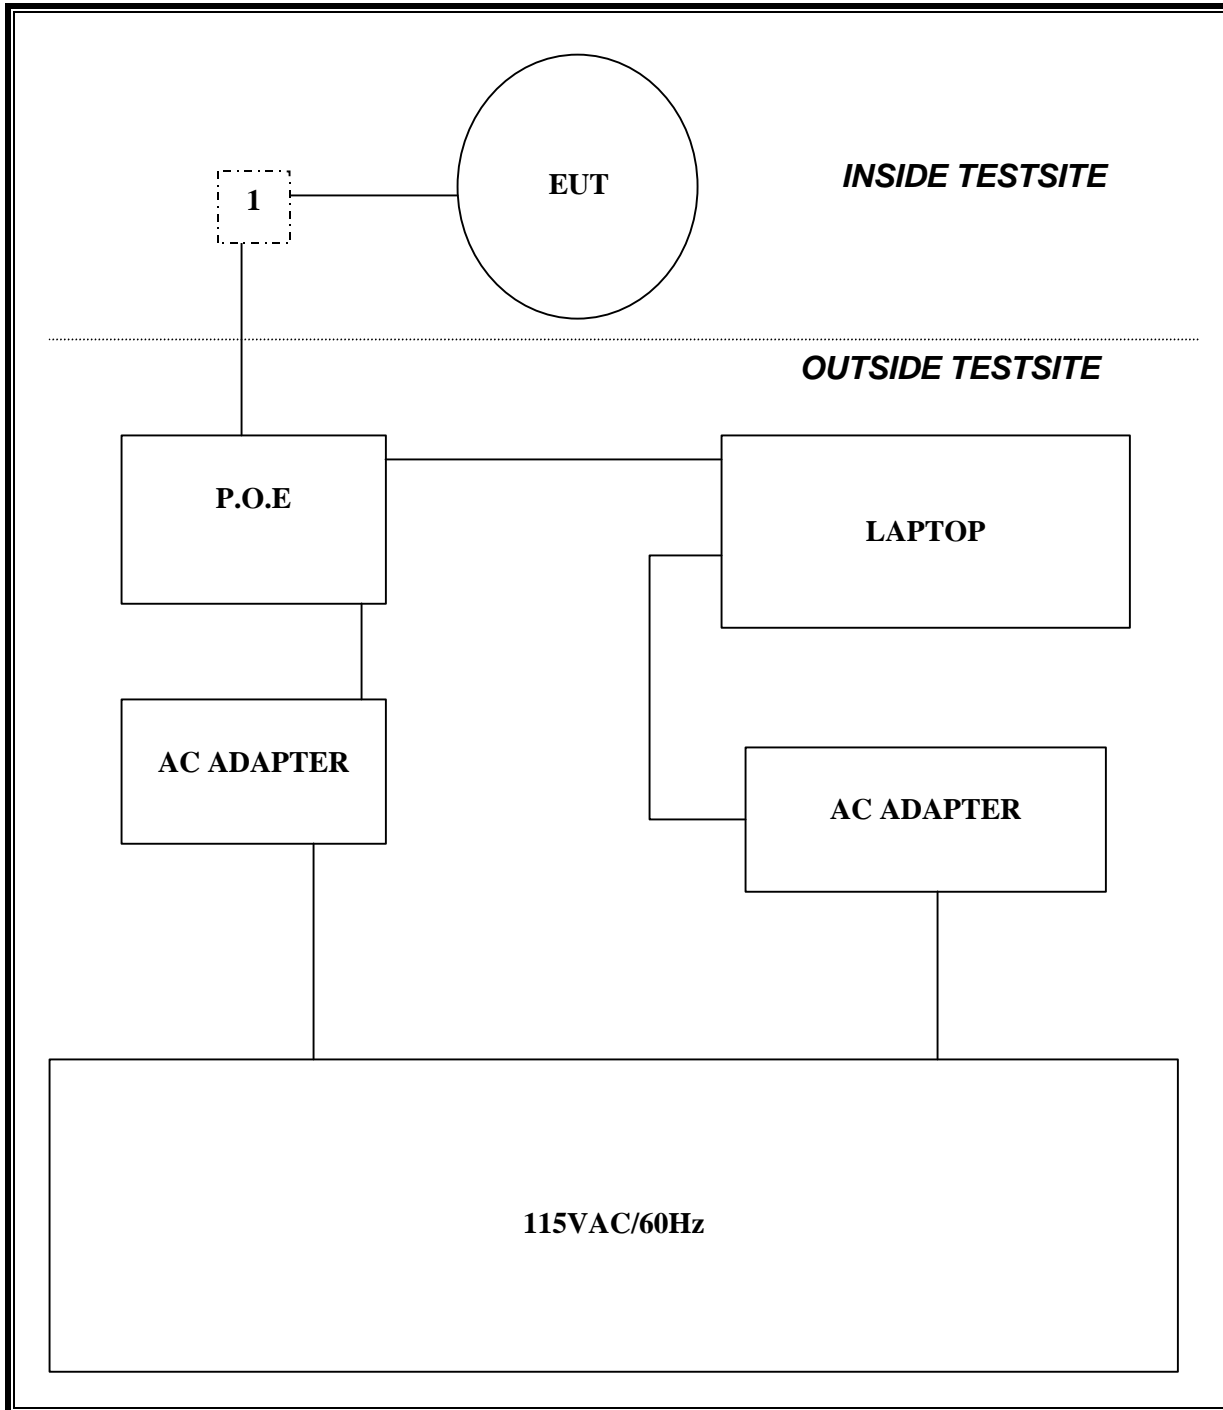 EUT
INSIDE TESTSITE
1
OUTSIDE TESTSITE
P.O.E
LAPTOP
AC ADAPTER
AC ADAPTER
115VAC/60Hz